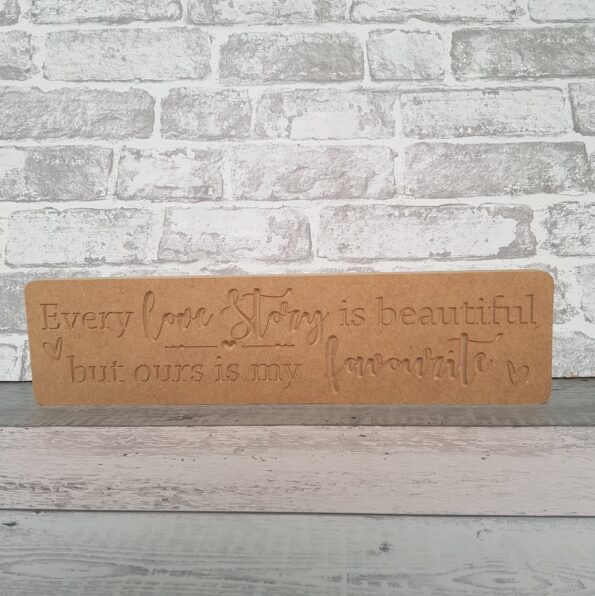 Every love Story is beautiful
but ours is my favourite